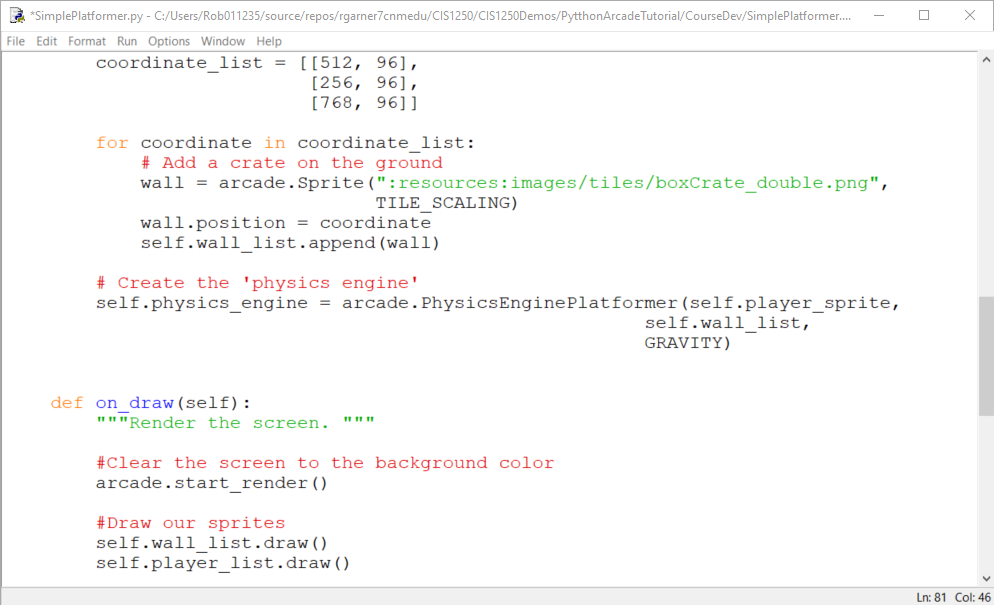 *SimplePlatformer.py - C:/Users/Rob011235/source/repos/rgarner7cnmedu/CIS1250/CIS1250Demos/PytthonArcadeTutorial/CourseDev/SimplePlatformer....
File Edit Format Run Options Window Help
coordinate_list = [[512, 96],
[256, 96],
[768, 96]]
for coordinate in coordinate_list:
# Add a crate on the ground
wall = arcade.Sprite(":resources:images/tiles/boxCrate_double.png",
TILE_SCALING)
wall.position = coordinate
self.wall_list.append(wall)
# Create the 'physics engine'
self.physics_engine = arcade.PhysicsEnginePlatformer(self.player_sprite,
self.wall_list,
GRAVITY)
def on_draw(self):
"""Render the screen. """
#Clear the screen to the background color
arcade.start_render()
#Draw our sprites
self.wall_list.draw()
self.player_list.draw()
Ln: 81 Col: 46